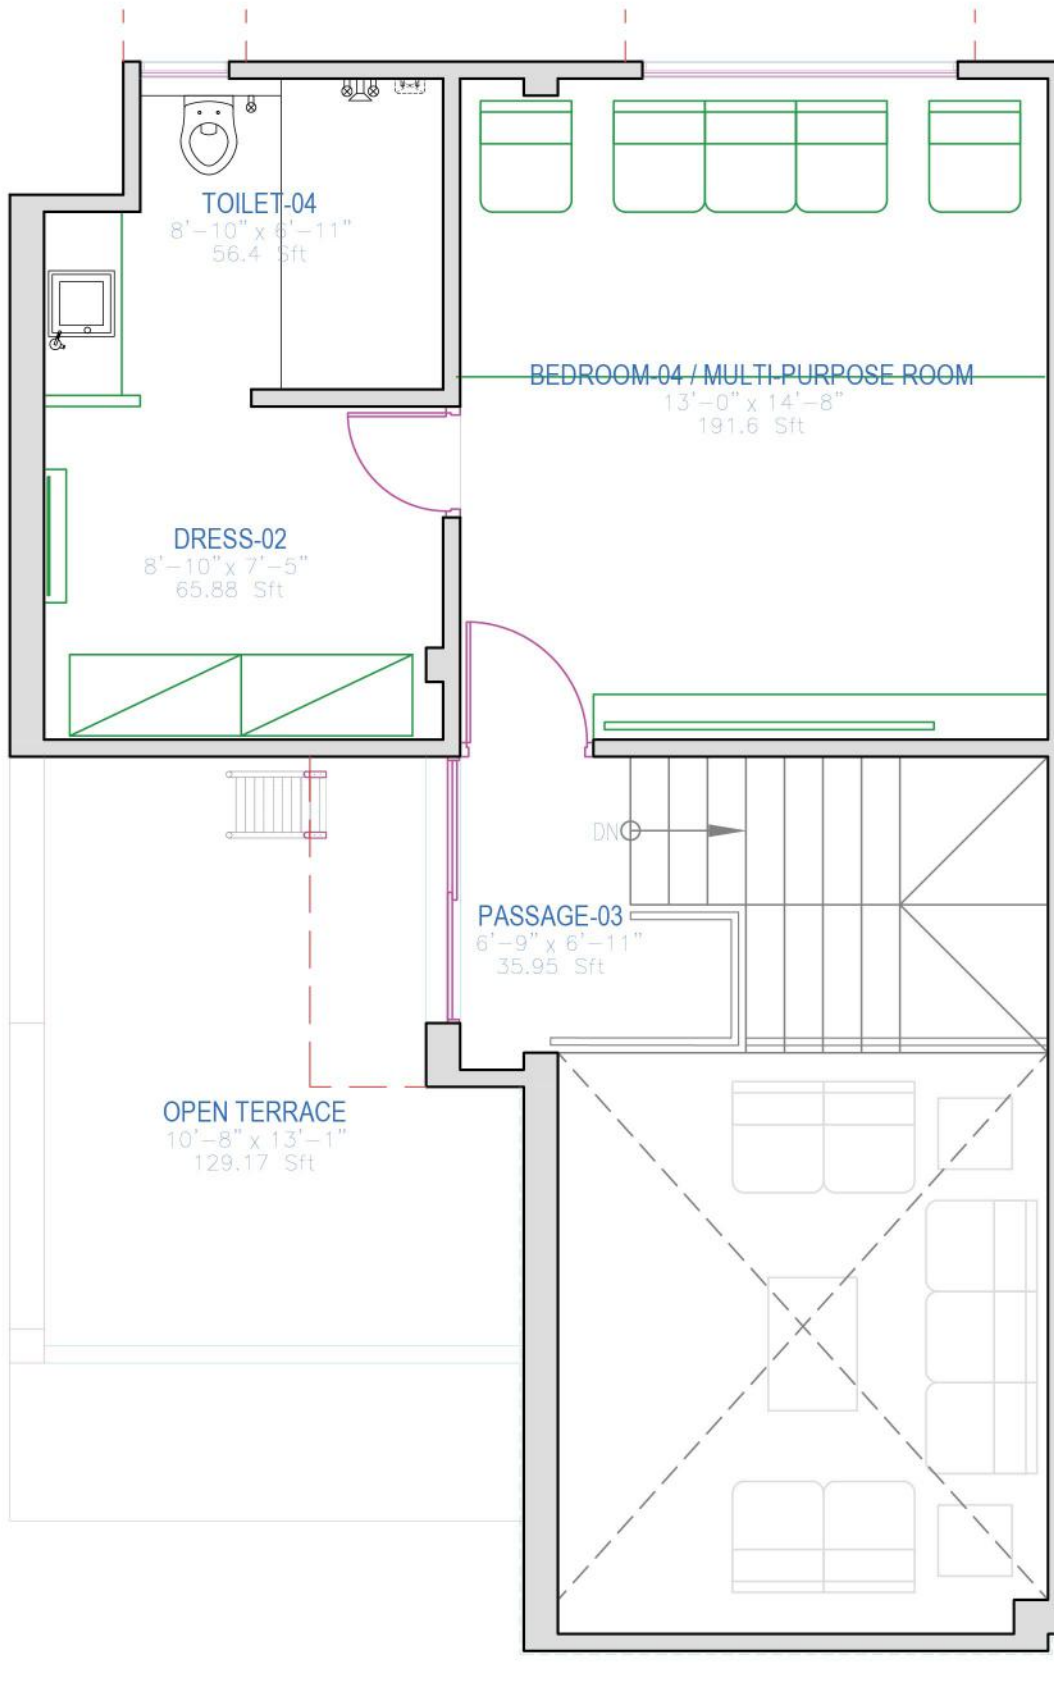 TOILET-04
8'-10" x 6'-11"
56.4 Sft
BEDROOM-04 / MULTI-PURPOSE ROOM
13'-0" x 14'-8"
191.6 Sft
DRESS-02
8'-10" x 7'-5"
65.88 Sft
DN
PASSAGE-03
6'-9" x 6'-11"
35.95 Sft
OPEN TERRACE
10'-8" x 13'-1"
129.17 Sft